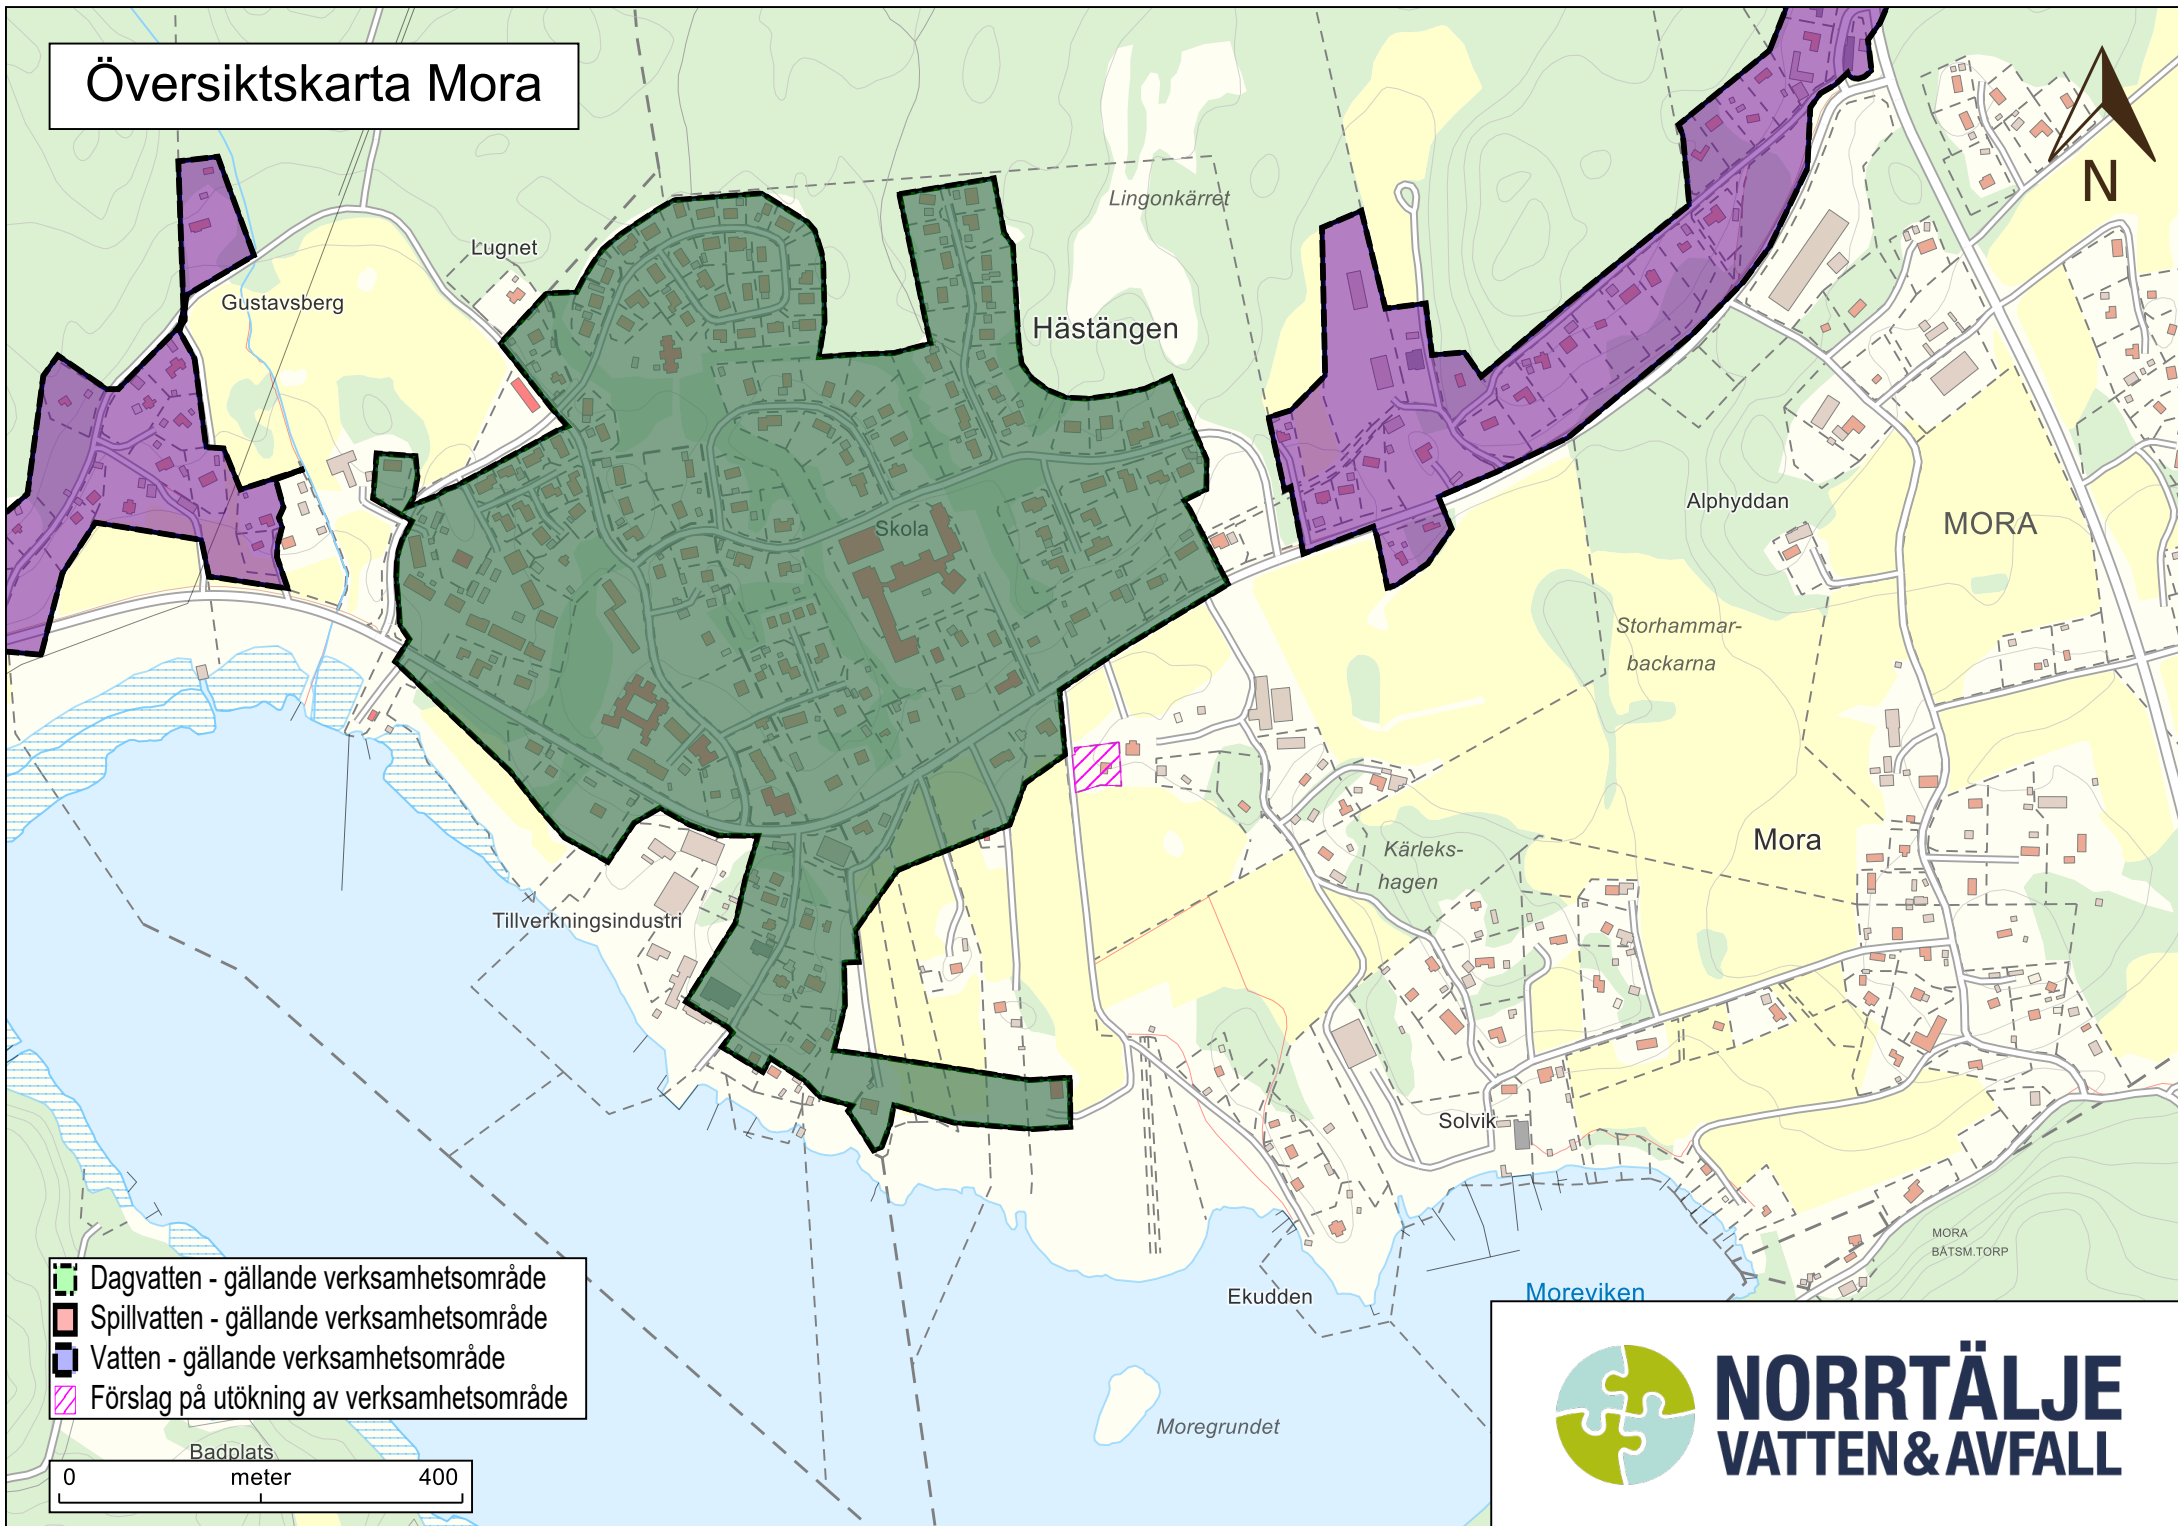 Översiktskarta Mora
N
Lingonkärret
Lugnet
Gustavsberg
Hästängen
Alphyddan
MORA
Skola
Storhammar-
backarna
Mora
Kärleks-
hagen
Tillverkningsindustri
Solvik
MORA
BÅTSM.TORP
Ekudden
Moreviken
Moregrundet
Badplats
Dagvatten - gällande verksamhetsområde
Spillvatten - gällande verksamhetsområde
Vatten - gällande verksamhetsområde
Förslag på utökning av verksamhetsområde
0 meter 400
NORRTÄLJE
VATTEN & AVFALL